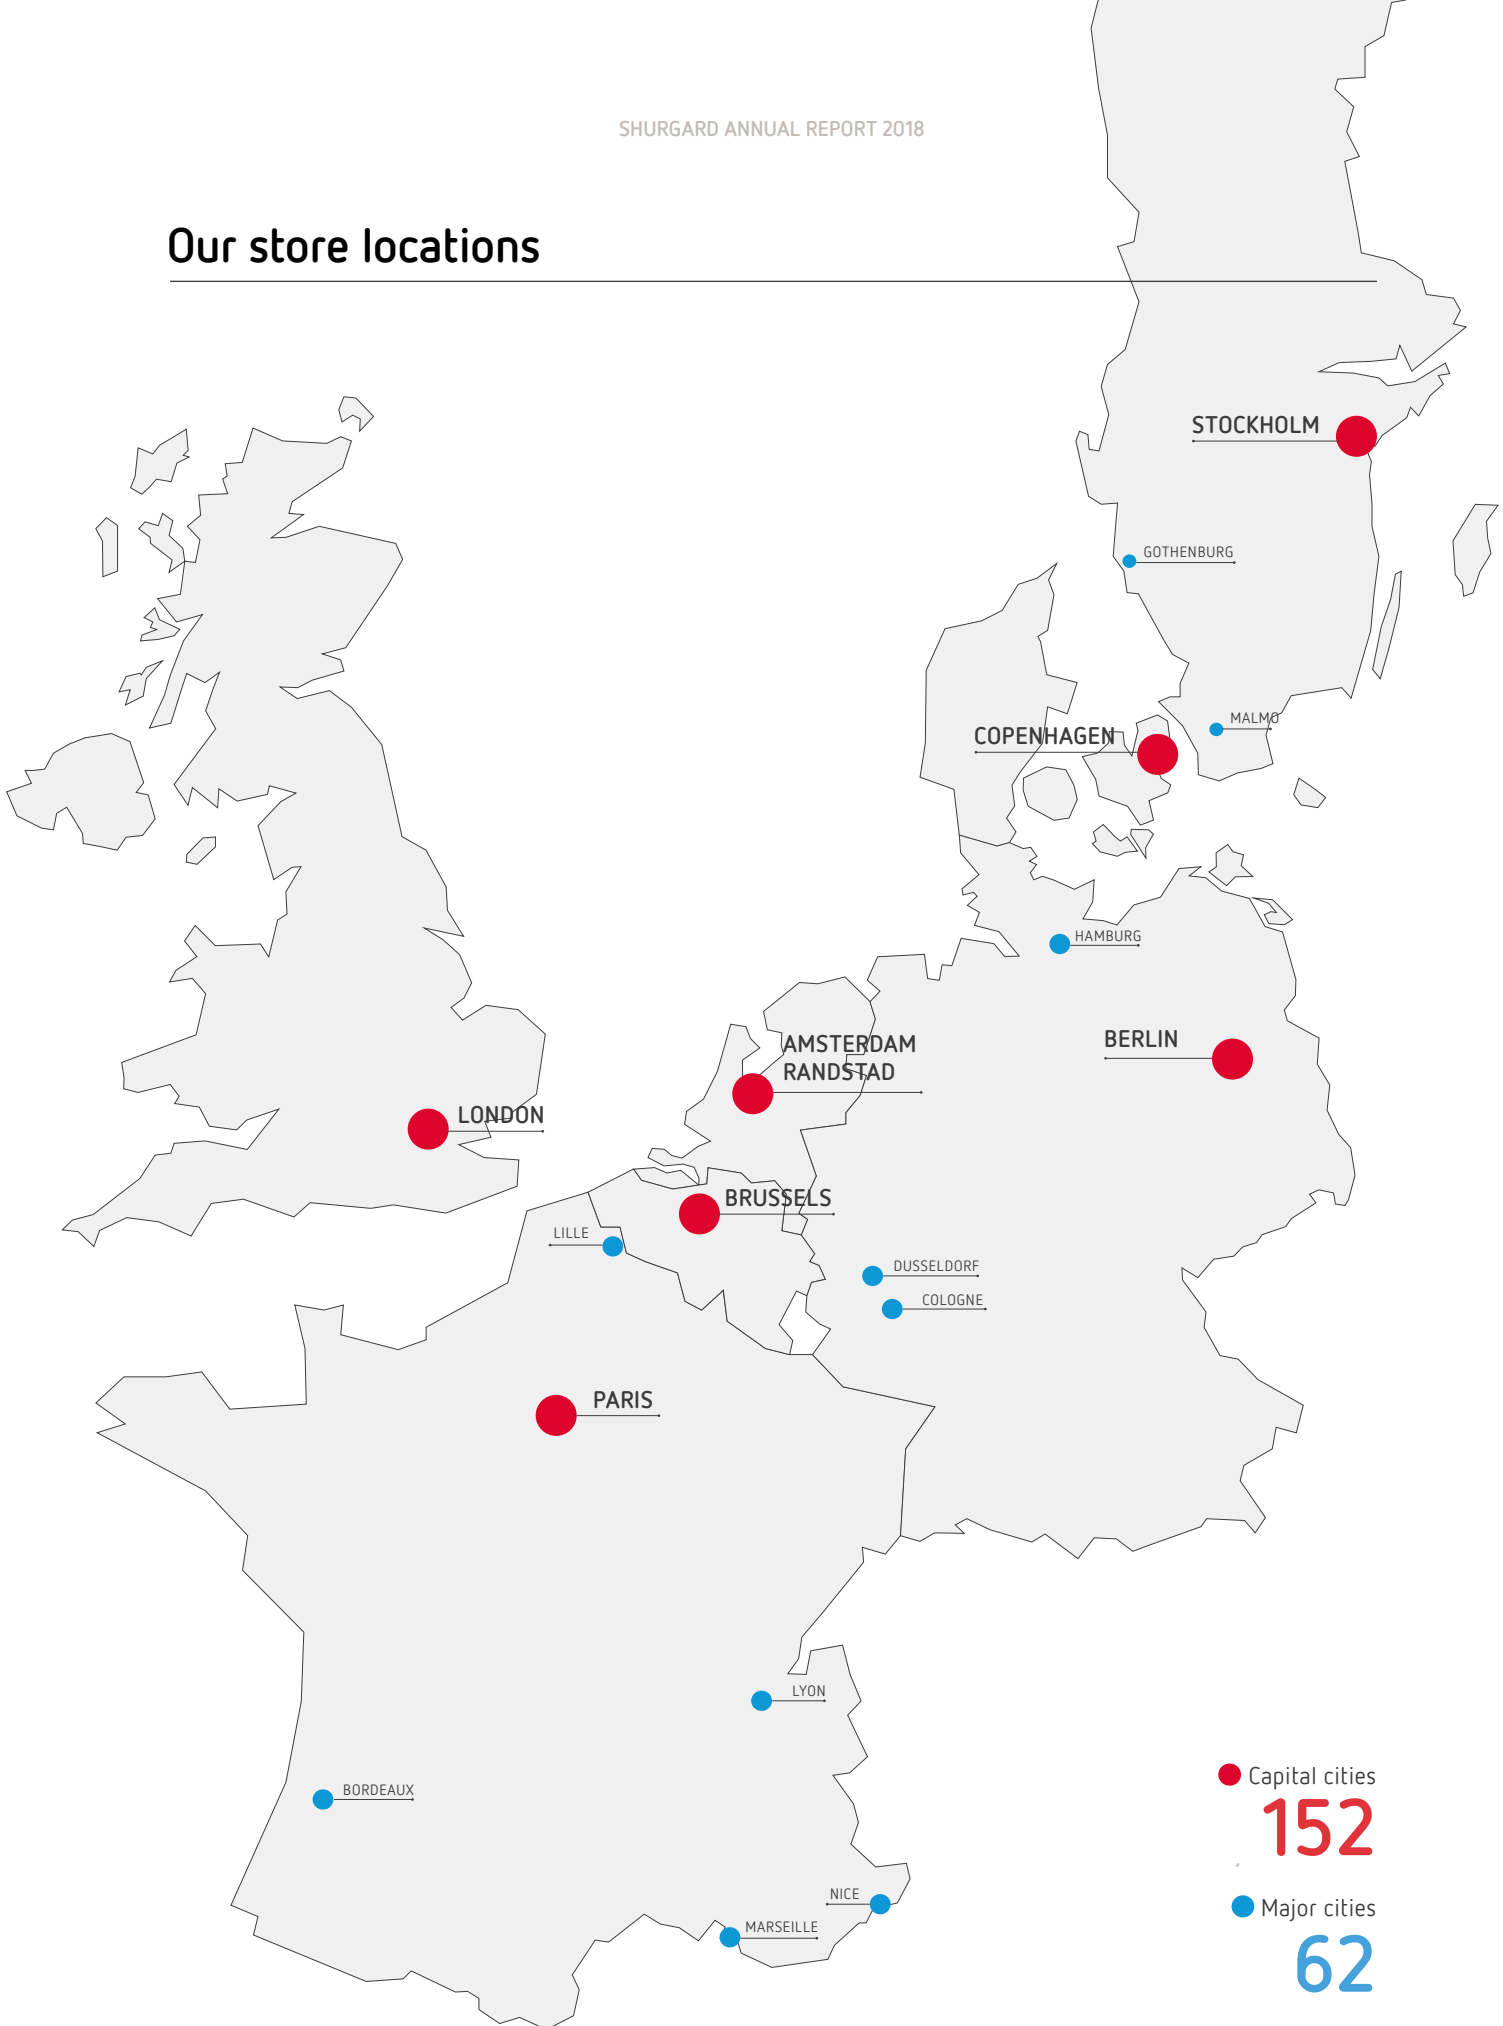 SHURGARD ANNUAL REPORT 2018
Our store locations
STOCKHOLM
GOTHENBURG
MALMO
COPENHAGEN
HAMBURG
BERLIN
AMSTERDAM
RANDSTAD
LONDON
BRUSSELS
LILLE
DUSSELDORF
COLOGNE
PARIS
LYON
BORDEAUX
NICE
MARSEILLE
Capital cities
152
Major cities
62